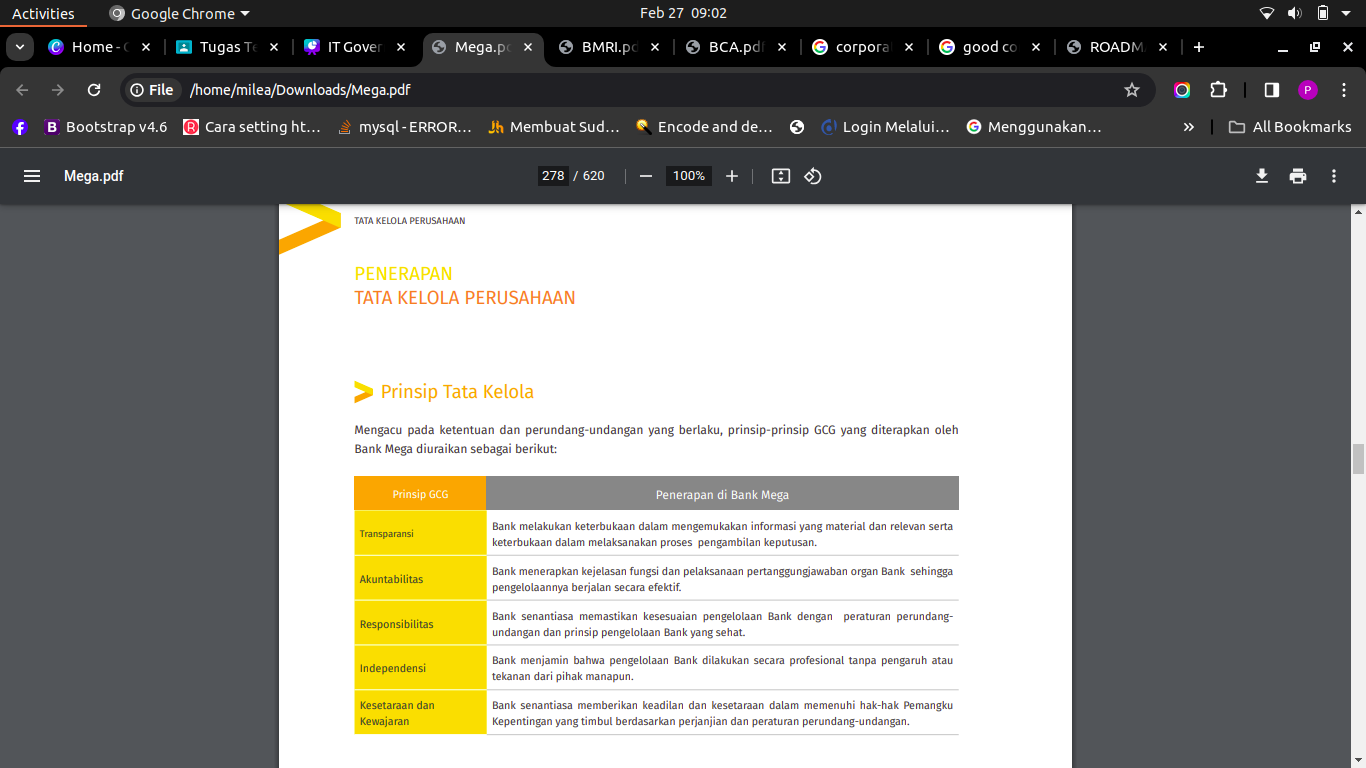 Activities
Google Chrome
Feb 27 09:02
Home - C
Tugas Te
IT Gover
Mega.pd
BMRI.pd
BCA.pdf
corporat
good co
ROADM
File
/home/milea/Downloads/Mega.pdf
P
Bootstrap v4.6
Cara setting ht...
mysql - ERROR...
Membuat Sud...
Encode and de...
Login Melalui...
Menggunakan...
All Bookmarks
Mega.pdf
278 / 620
100%
TATA KELOLA PERUSAHAAN
PENERAPAN
TATA KELOLA PERUSAHAAN
Prinsip Tata Kelola
Mengacu pada ketentuan dan perundang-undangan yang berlaku, prinsip-prinsip GCG yang diterapkan oleh
Bank Mega diuraikan sebagai berikut:
Prinsip GCG
Penerapan di Bank Mega
Transparansi
Bank melakukan keterbukaan dalam mengemukakan informasi yang material dan relevan serta
keterbukaan dalam melaksanakan proses pengambilan keputusan.
Akuntabilitas
Bank menerapkan kejelasan fungsi dan pelaksanaan pertanggungjawaban organ Bank sehingga
pengelolaannya berjalan secara efektif.
Responsibilitas
Bank senantiasa memastikan kesesuaian pengelolaan Bank dengan peraturan perundang-
undangan dan prinsip pengelolaan Bank yang sehat.
Independensi
Bank menjamin bahwa pengelolaan Bank dilakukan secara profesional tanpa pengaruh atau
tekanan dari pihak manapun.
Kesetaraan dan
Kewajaran
Bank senantiasa memberikan keadilan dan kesetaraan dalam memenuhi hak-hak Pemangku
Kepentingan yang timbul berdasarkan perjanjian dan peraturan perundang-undangan.